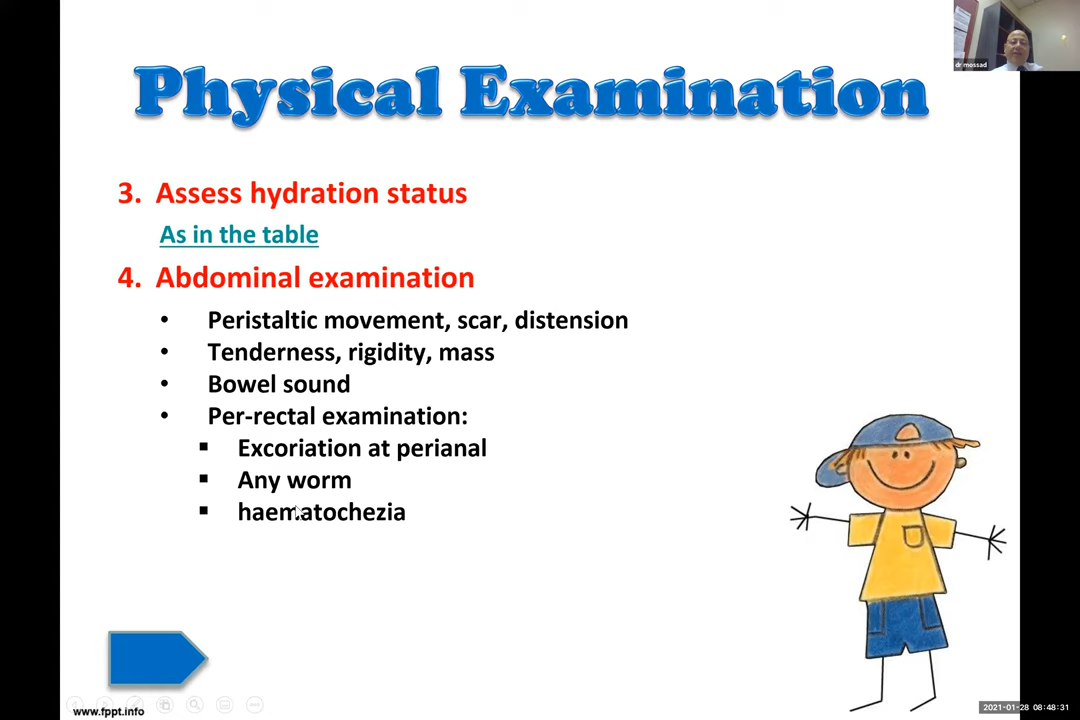 dr mossad
Physical Examination
3. Assess hydration status
As in the table
4. Abdominal examination
• Peristaltic movement, scar, distension
• Tenderness, rigidity, mass
• Bowel sound
• Per-rectal examination:
▪ Excoriation at perianal
▪ Any worm
▪ haematochezia
www.fppt.info
2021-01-28 08:48:31